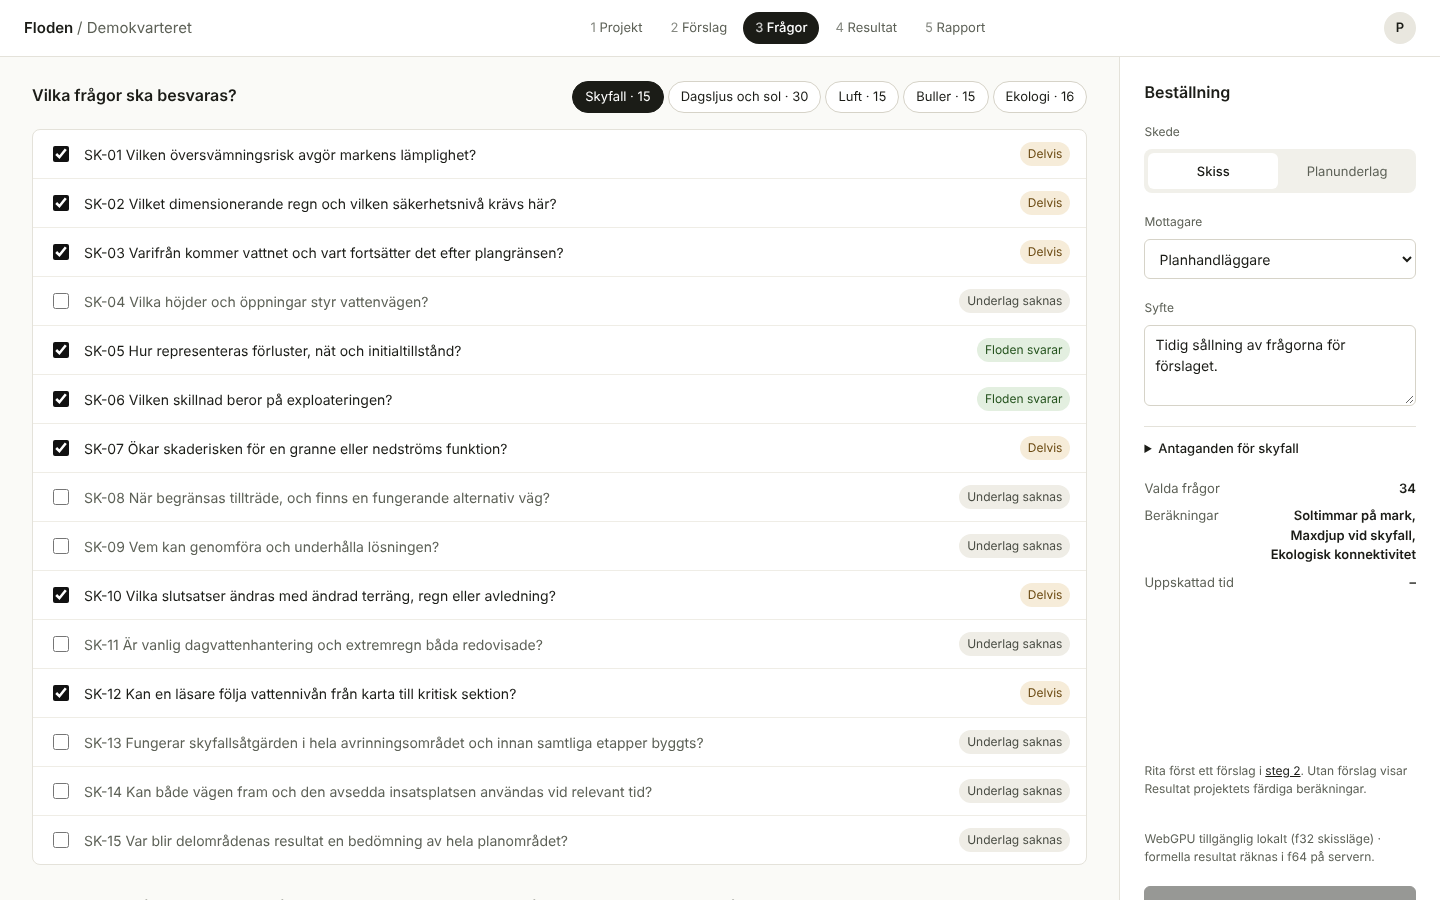 Floden / Demokvarteret
1 Projekt
2 Förslag
3 Frågor
4 Resultat
5 Rapport
P
Vilka frågor ska besvaras?
Skyfall · 15
Dagsljus och sol · 30
Luft · 15
Buller · 15
Ekologi · 16
SK-01 Vilken översvämningsrisk avgör markens lämplighet?
Delvis
SK-02 Vilket dimensionerande regn och vilken säkerhetsnivå krävs här?
Delvis
SK-03 Varifrån kommer vattnet och vart fortsätter det efter plangränsen?
Delvis
SK-04 Vilka höjder och öppningar styr vattenvägen?
Underlag saknas
SK-05 Hur representeras förluster, nät och initialtillstånd?
Floden svarar
SK-06 Vilken skillnad beror på exploateringen?
Floden svarar
SK-07 Ökar skaderisken för en granne eller nedströms funktion?
Delvis
SK-08 När begränsas tillträde, och finns en fungerande alternativ väg?
Underlag saknas
SK-09 Vem kan genomföra och underhålla lösningen?
Underlag saknas
SK-10 Vilka slutsatser ändras med ändrad terräng, regn eller avledning?
Delvis
SK-11 Är vanlig dagvattenhantering och extremregn båda redovisade?
Underlag saknas
SK-12 Kan en läsare följa vattennivån från karta till kritisk sektion?
Delvis
SK-13 Fungerar skyfallsåtgärden i hela avrinningsområdet och innan samtliga etapper byggts?
Underlag saknas
SK-14 Kan både vägen fram och den avsedda insatsplatsen användas vid relevant tid?
Underlag saknas
SK-15 Var blir delområdenas resultat en bedömning av hela planområdet?
Underlag saknas
Beställning
Skede
Skiss
Planunderlag
Mottagare
Planhandläggare
Syfte
Tidig sållning av frågorna för
förslaget.
Antaganden för skyfall
Valda frågor
34
Beräkningar
Soltimmar på mark,
Maxdjup vid skyfall,
Ekologisk konnektivitet
Uppskattad tid
–
Rita först ett förslag i steg 2. Utan förslag visar
Resultat projektets färdiga beräkningar.
WebGPU tillgänglig lokalt (f32 skissläge) ·
formella resultat räknas i f64 på servern.